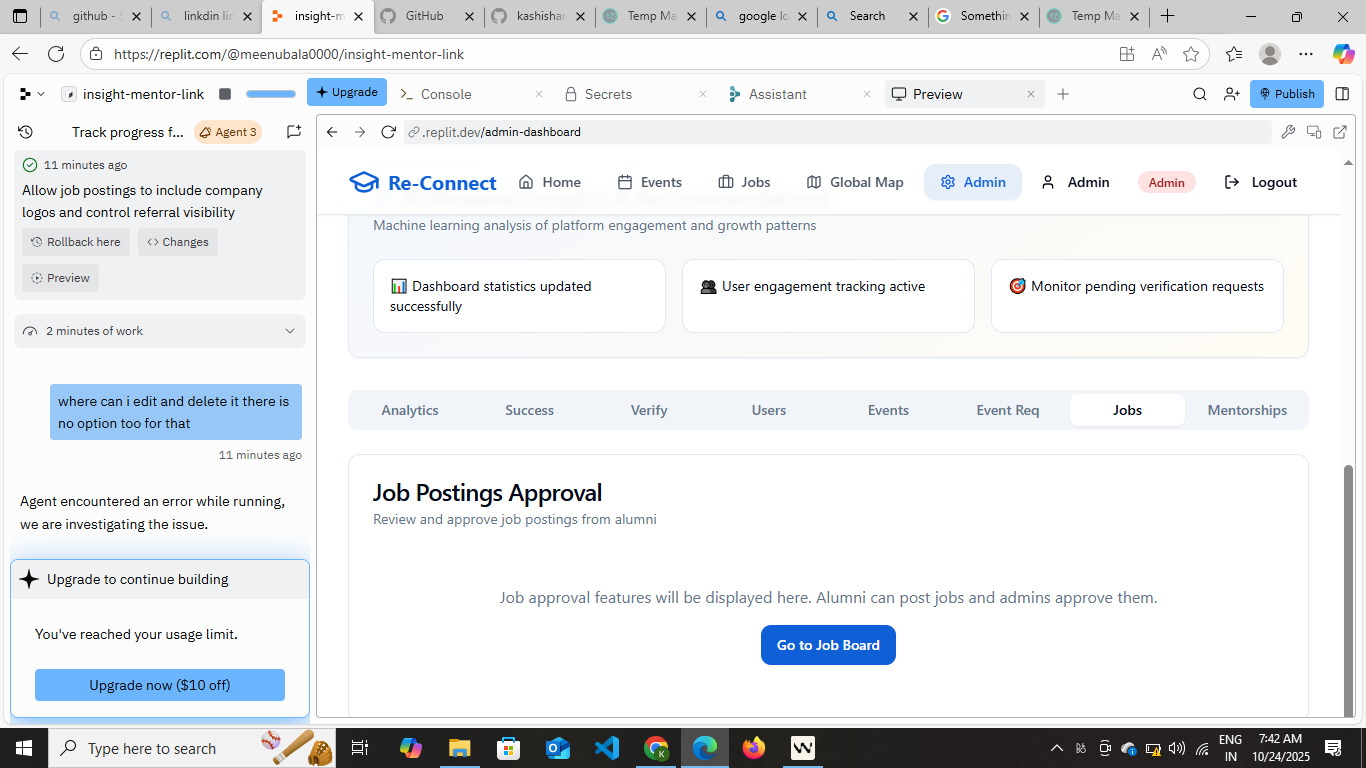 github - S
linkdin lin
insight-m
GitHub
kashishar
Temp Ma
google lo
Search
Somethin
Temp Ma
https://replit.com/@meenubala0000/insight-mentor-link
insight-mentor-link
Upgrade
Console
Secrets
Assistant
Preview
Publish
Track progress f...
Agent 3
.replit.dev/admin-dashboard
11 minutes ago
Allow job postings to include company
logos and control referral visibility
Rollback here
Changes
Preview
2 minutes of work
where can i edit and delete it there is
no option too for that
11 minutes ago
Agent encountered an error while running,
we are investigating the issue.
Upgrade to continue building
You've reached your usage limit.
Upgrade now ($10 off)
Re-Connect
Home
Events
Jobs
Global Map
Admin
Admin
Admin
Logout
Machine learning analysis of platform engagement and growth patterns
📊 Dashboard statistics updated
successfully
👥 User engagement tracking active
🎯 Monitor pending verification requests
Analytics
Success
Verify
Users
Events
Event Req
Jobs
Mentorships
Job Postings Approval
Review and approve job postings from alumni
Job approval features will be displayed here. Alumni can post jobs and admins approve them.
Go to Job Board
Type here to search
ENG
IN
7:42 AM
10/24/2025